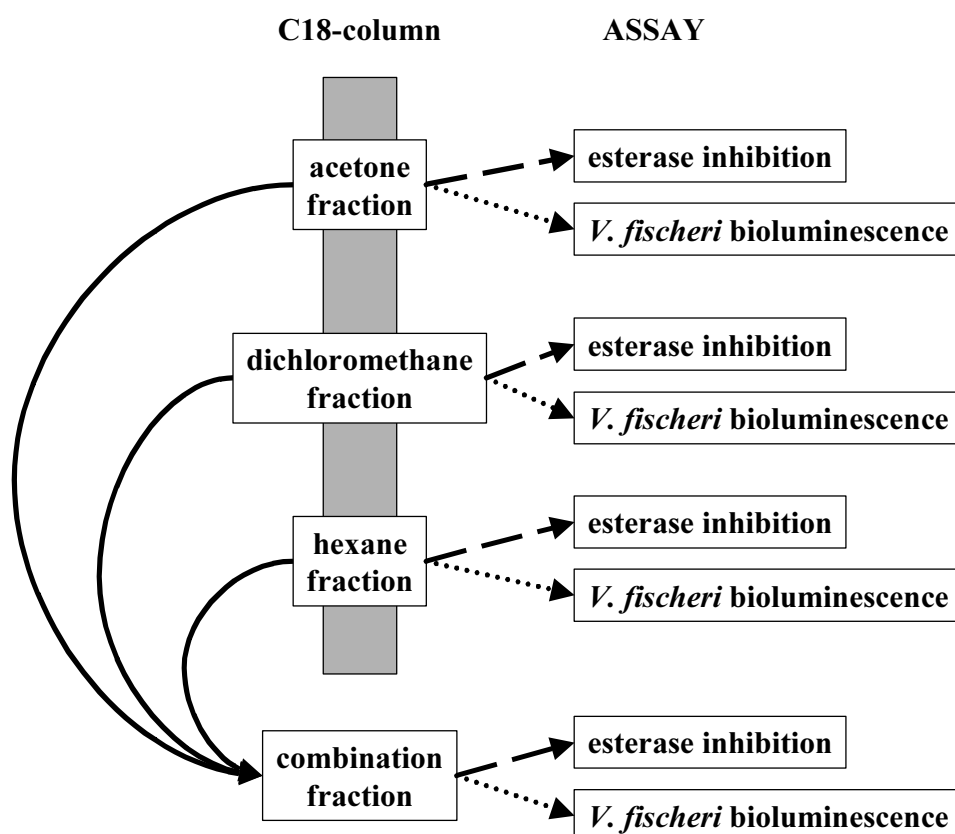 C18-column ASSAY
acetone
fraction
esterase inhibition
V. fischeri bioluminescence
dichloromethane
fraction
esterase inhibition
V. fischeri bioluminescence
hexane
fraction
esterase inhibition
V. fischeri bioluminescence
combination
fraction
esterase inhibition
V. fischeri bioluminescence